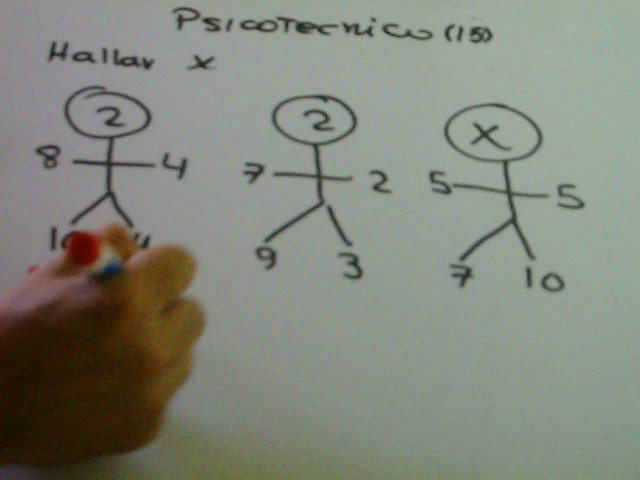 Psicotecnico (15)
Hallar x
2 2 x
8 4 7 2 5 5
9 3 7 10